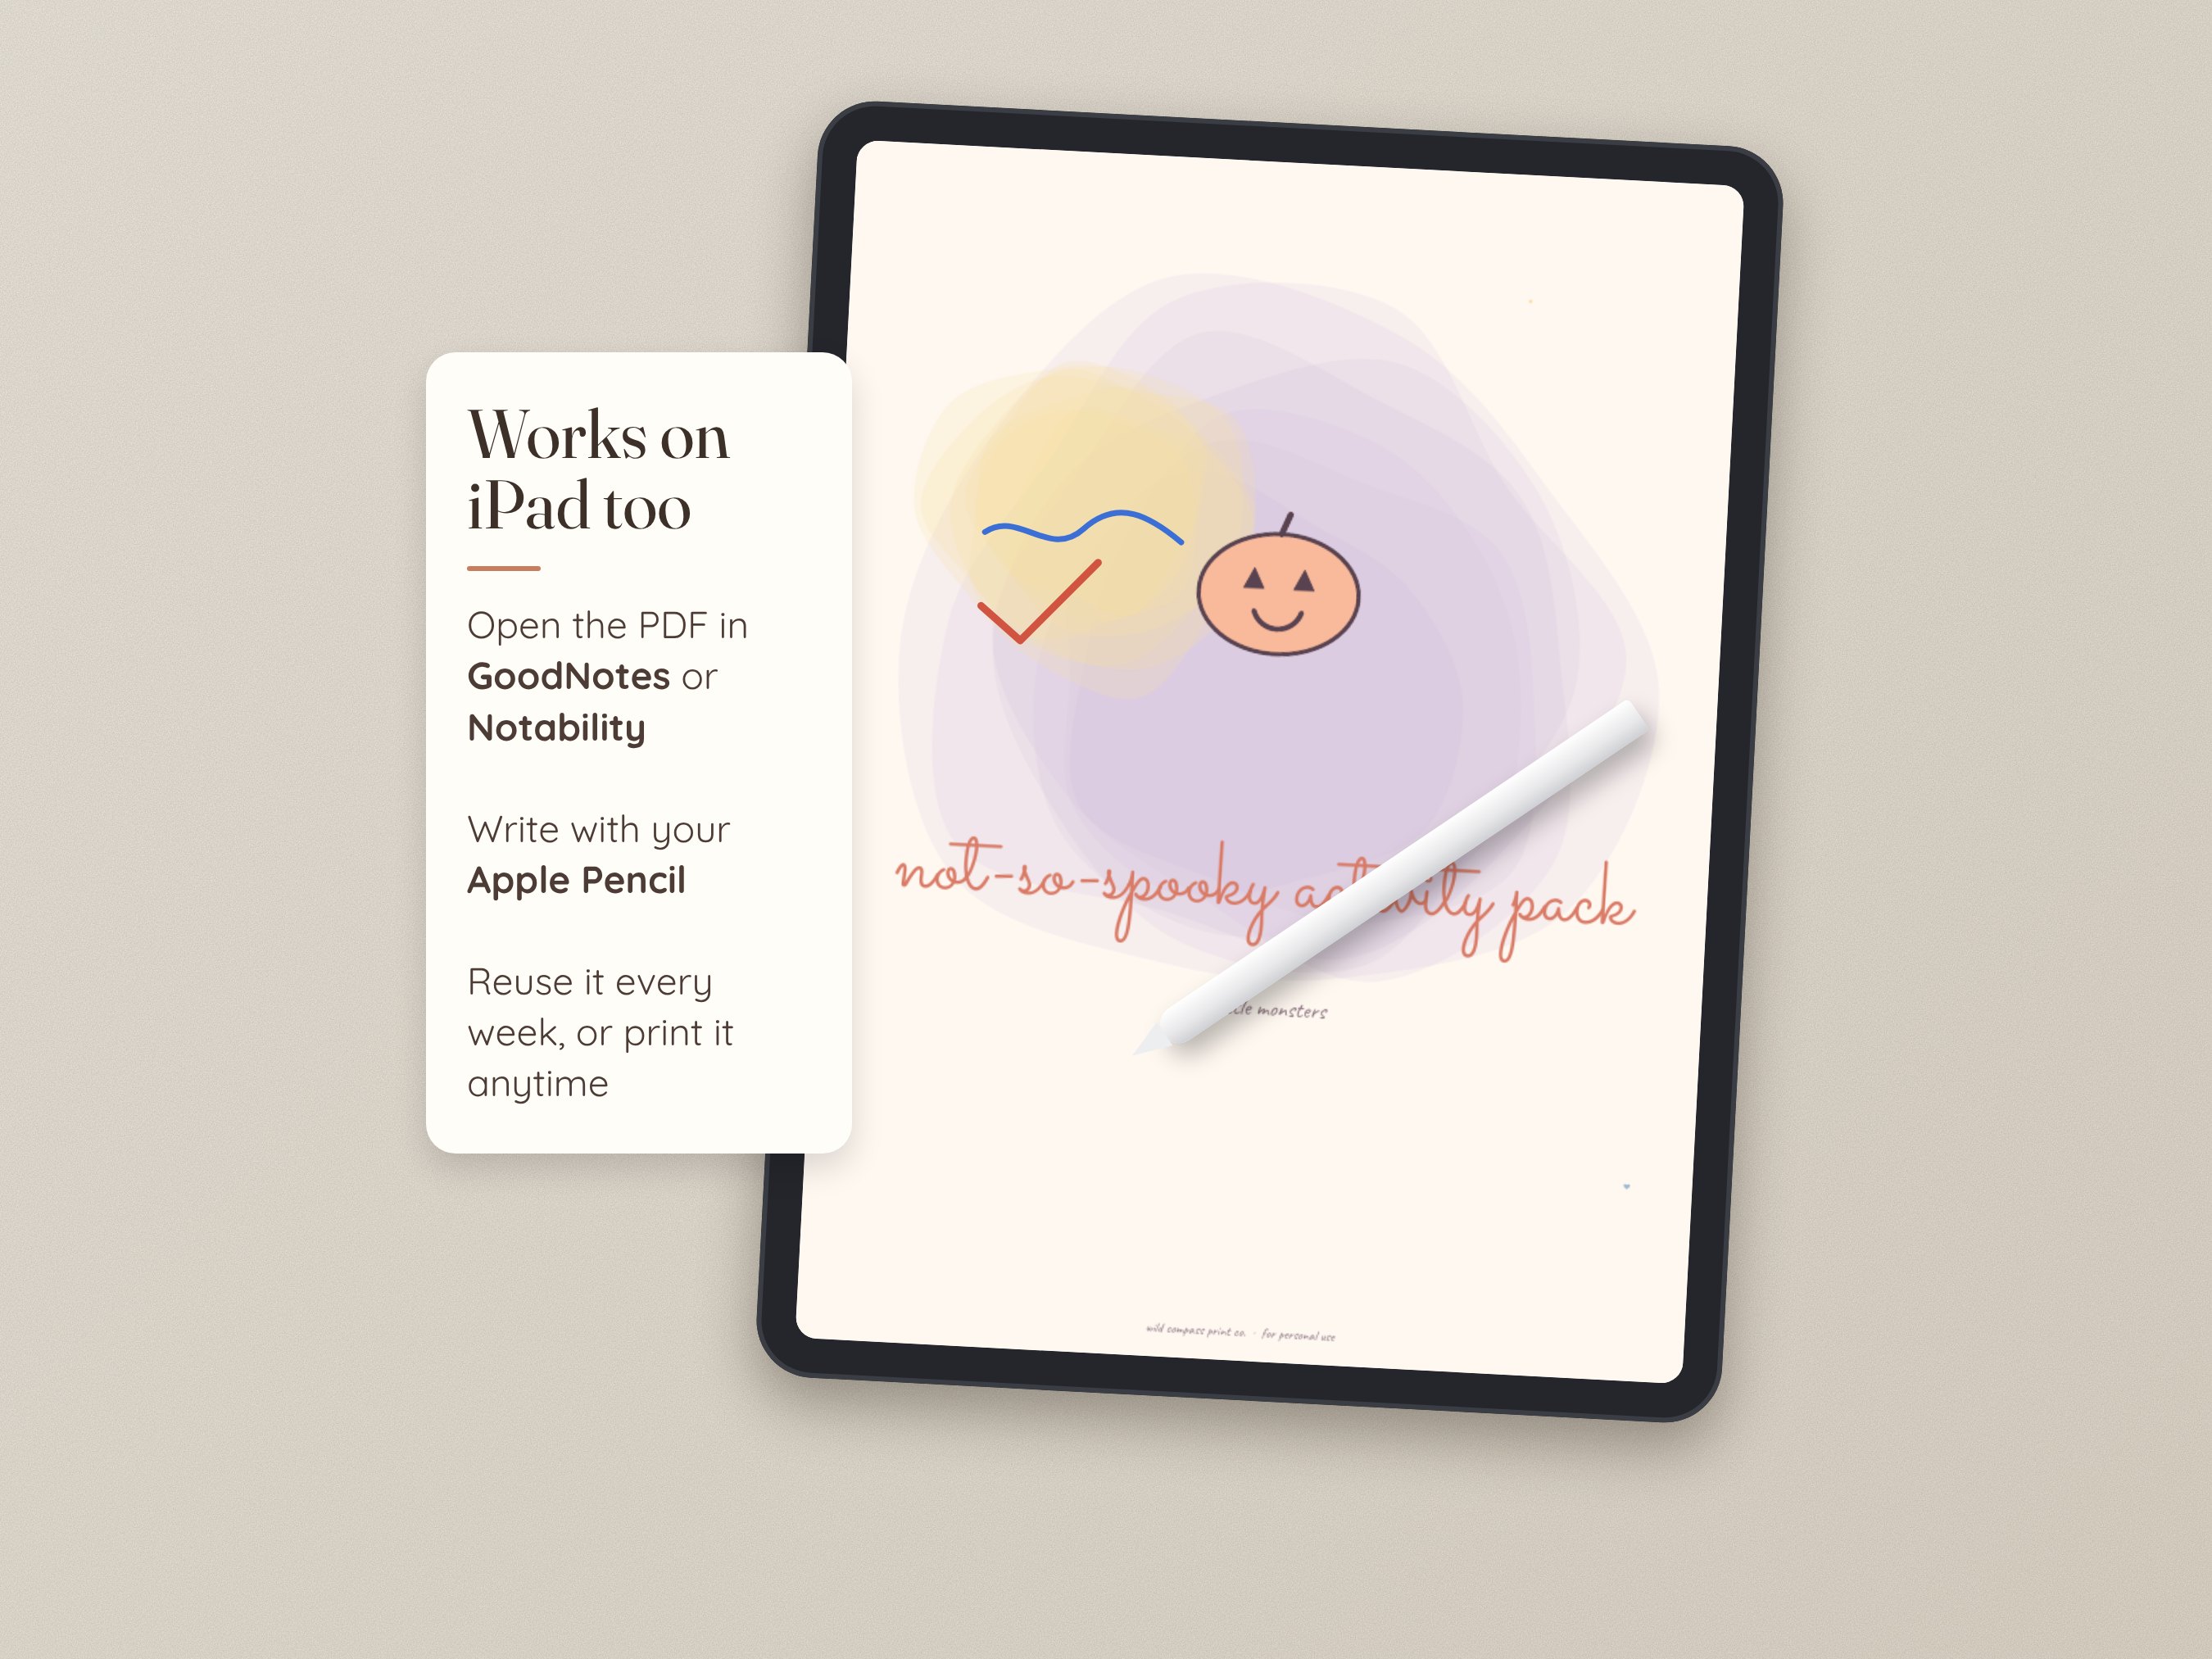 Works on
iPad too
Open the PDF in
GoodNotes or
Notability
Write with your
Apple Pencil
Reuse it every
week, or print it
anytime
not-so-spooky pack
monsters
wild compass print co. · for personal use